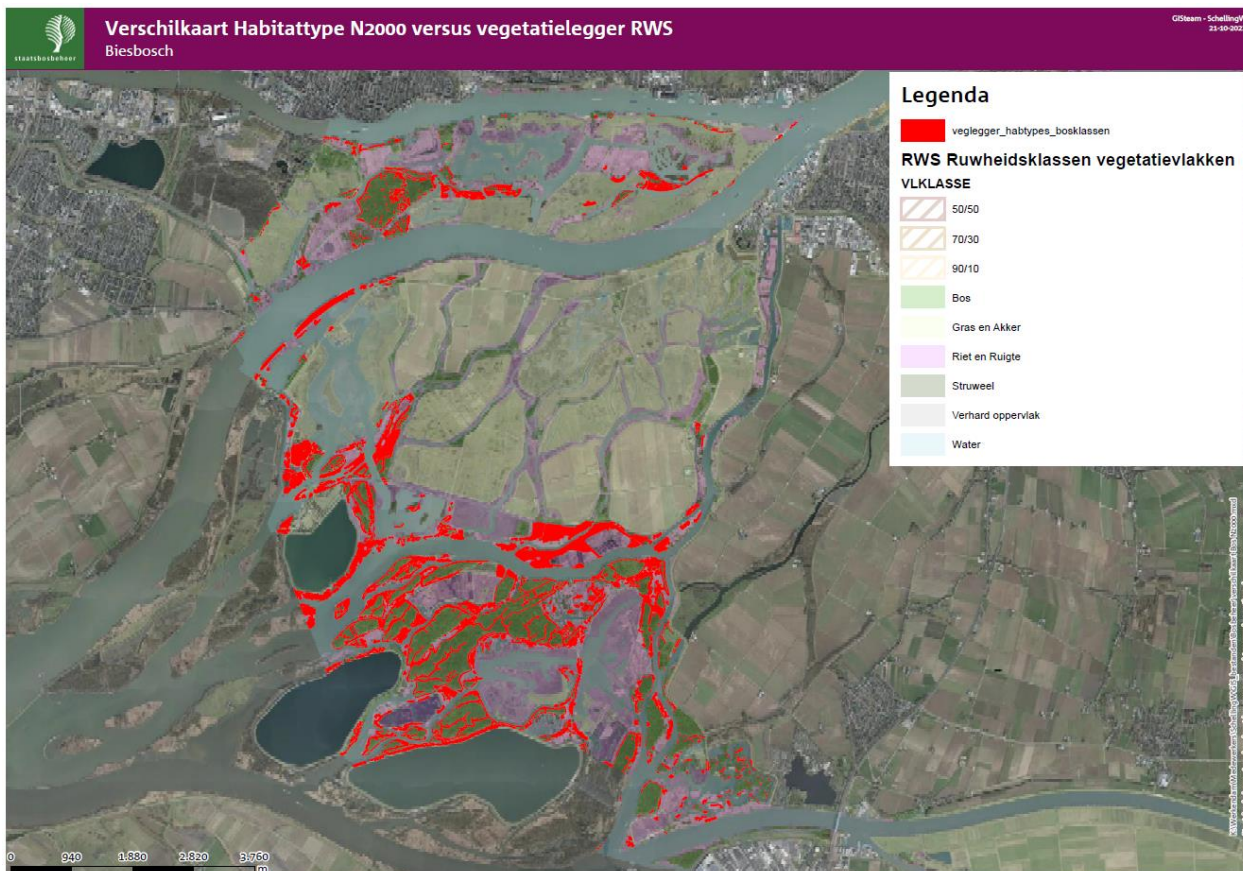 staatsbosbeheer
Verschilkaart Habitattype N2000 versus vegetatielegger RWS
Biesbosch
GISteam - SchellingW
21-10-202
Legenda
veglegger_habtypes_bosklassen
RWS Ruwheidsklassen vegetatievlakken
VLKLASSE
50/50
70/30
90/10
Bos
Gras en Akker
Riet en Ruigte
Struweel
Verhard oppervlak
Water
0 940 1.880 2.820 3.760
m